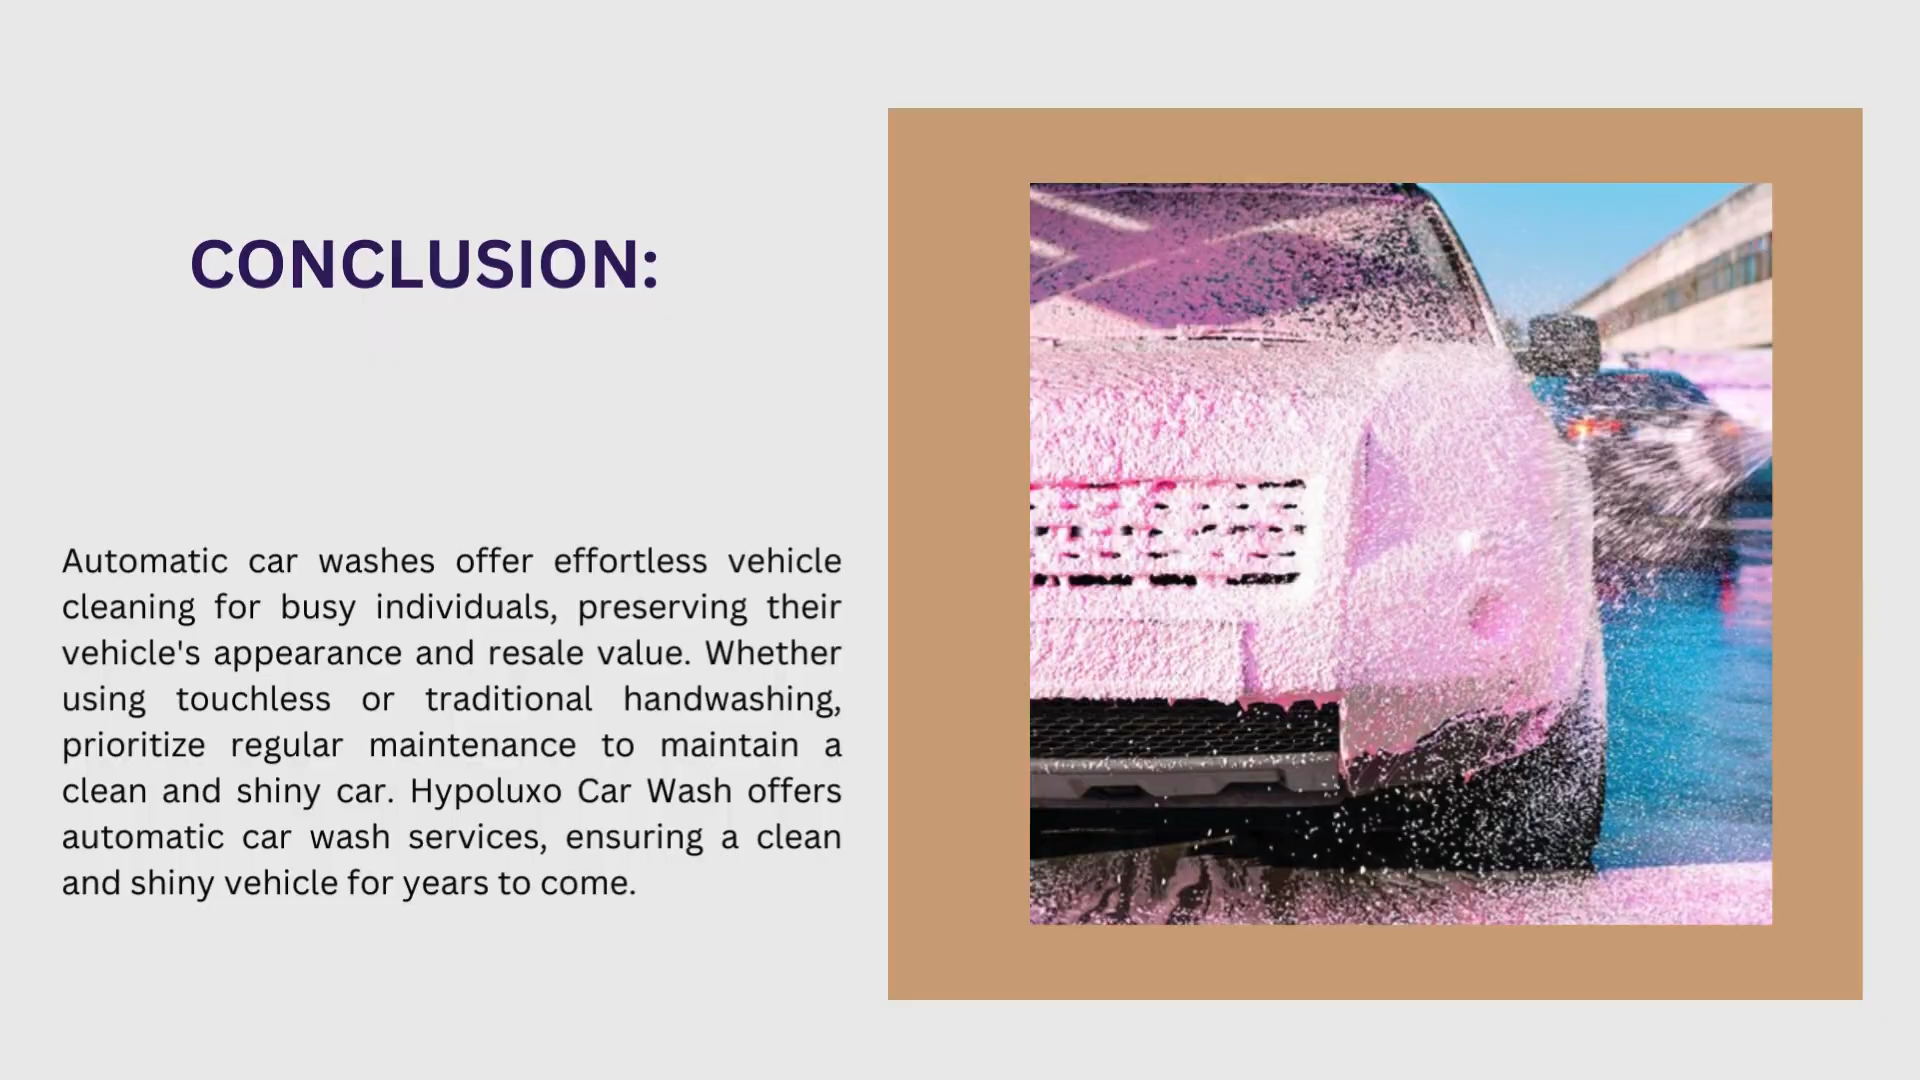 CONCLUSION:
Automatic car washes offer effortless vehicle
cleaning for busy individuals, preserving their
vehicle's appearance and resale value. Whether
using touchless or traditional handwashing,
prioritize regular maintenance to maintain a
clean and shiny car. Hypoluxo Car Wash offers
automatic car wash services, ensuring a clean
and shiny vehicle for years to come.